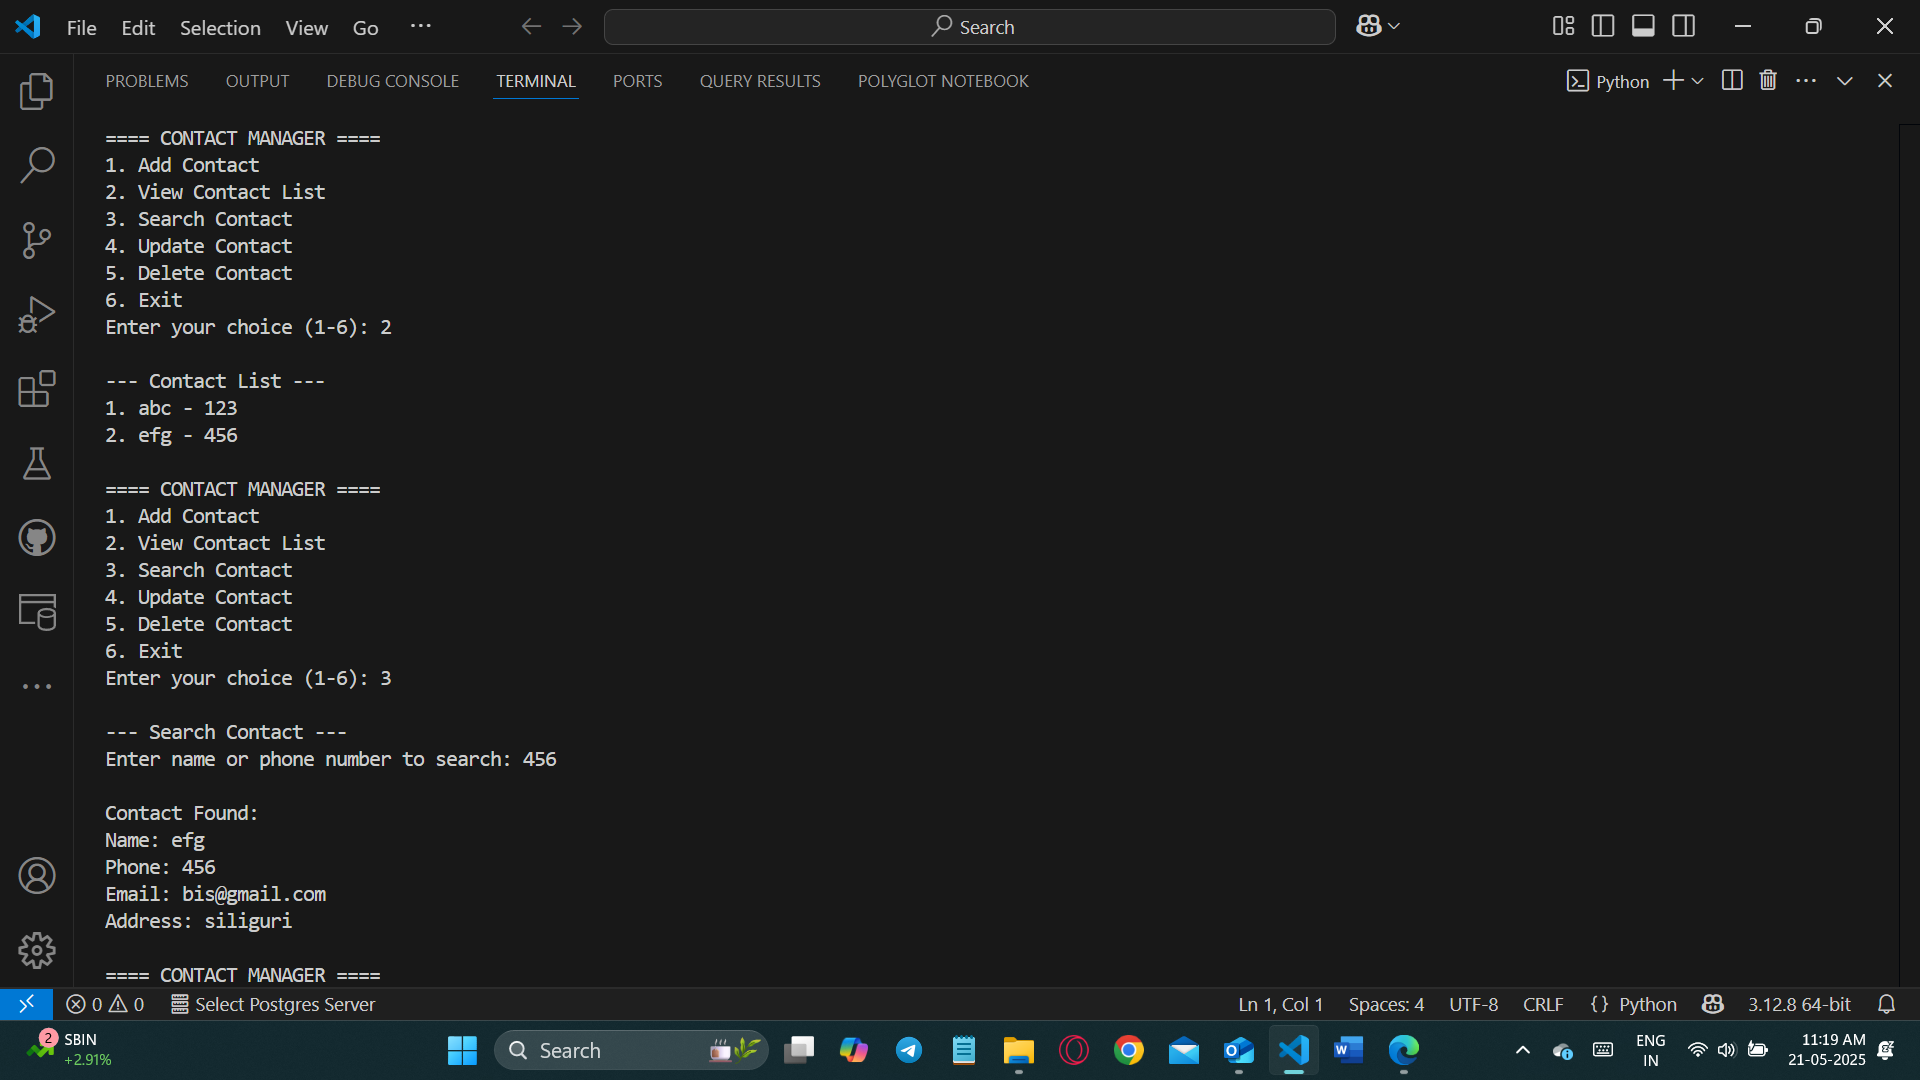 File Edit Selection View Go ... Search
PROBLEMS OUTPUT DEBUG CONSOLE TERMINAL PORTS QUERY RESULTS POLYGLOT NOTEBOOK Python
==== CONTACT MANAGER ====
1. Add Contact
2. View Contact List
3. Search Contact
4. Update Contact
5. Delete Contact
6. Exit
Enter your choice (1-6): 2
--- Contact List ---
1. abc - 123
2. efg - 456
==== CONTACT MANAGER ====
1. Add Contact
2. View Contact List
3. Search Contact
4. Update Contact
5. Delete Contact
6. Exit
Enter your choice (1-6): 3
--- Search Contact ---
Enter name or phone number to search: 456
Contact Found:
Name: efg
Phone: 456
Email: bis@gmail.com
Address: siliguri
==== CONTACT MANAGER ====
0 0 Select Postgres Server Ln 1, Col 1 Spaces: 4 UTF-8 CRLF {} Python 3.12.8 64-bit
2 SBIN
+2.91%
Search
ENG
IN
11:19 AM
21-05-2025